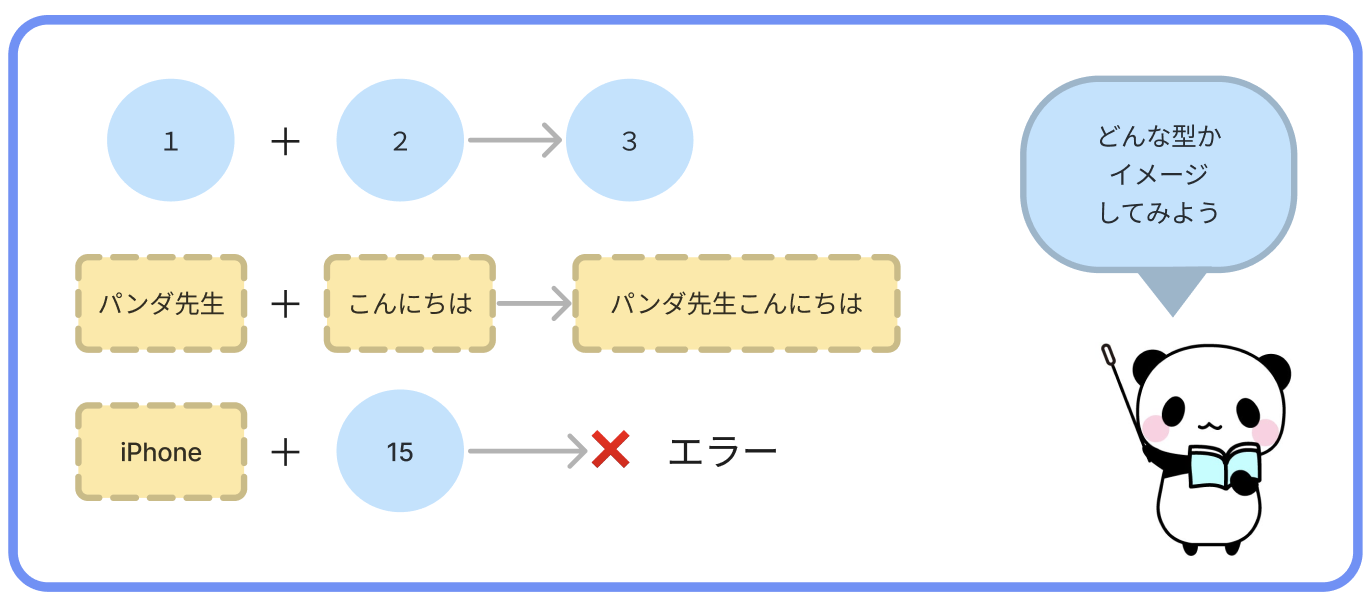 1 + 2 3
パンダ先生 + こんにちは パンダ先生こんにちは
iPhone + 15 ❌ エラー
どんな型か
イメージ
してみよう